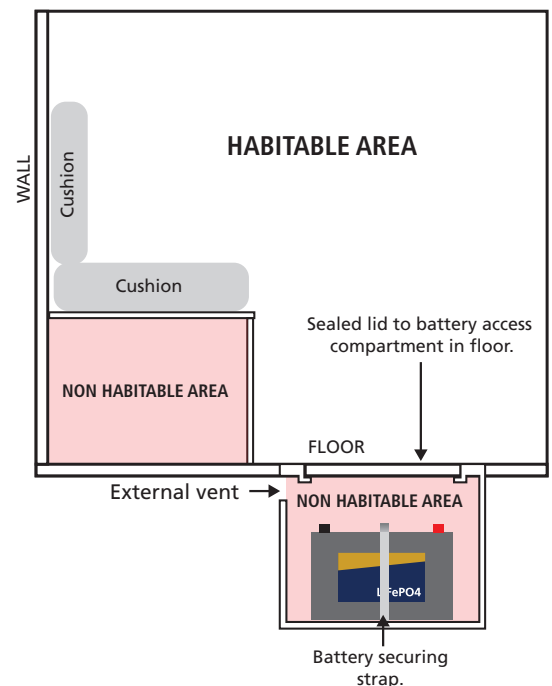 HABITABLE AREA
WALL
Cushion
Cushion
Sealed lid to battery access
compartment in floor.
NON HABITABLE AREA
FLOOR
External vent
NON HABITABLE AREA
LiFePO4
Battery securing
strap.